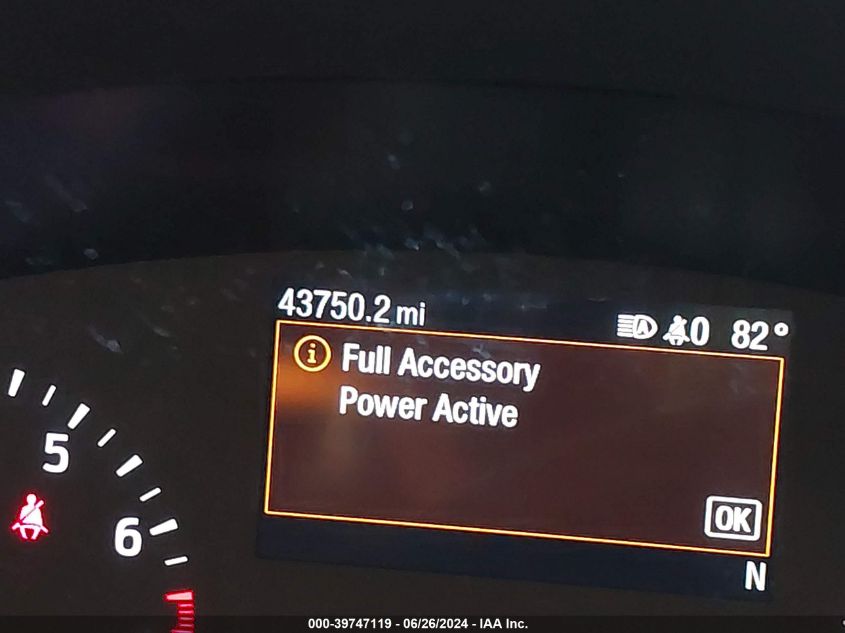 43750.2 mi
0 82°
i Full Accessory
Power Active
OK
N
5
6
000-39747119 - 06/26/2024 - IAA Inc.